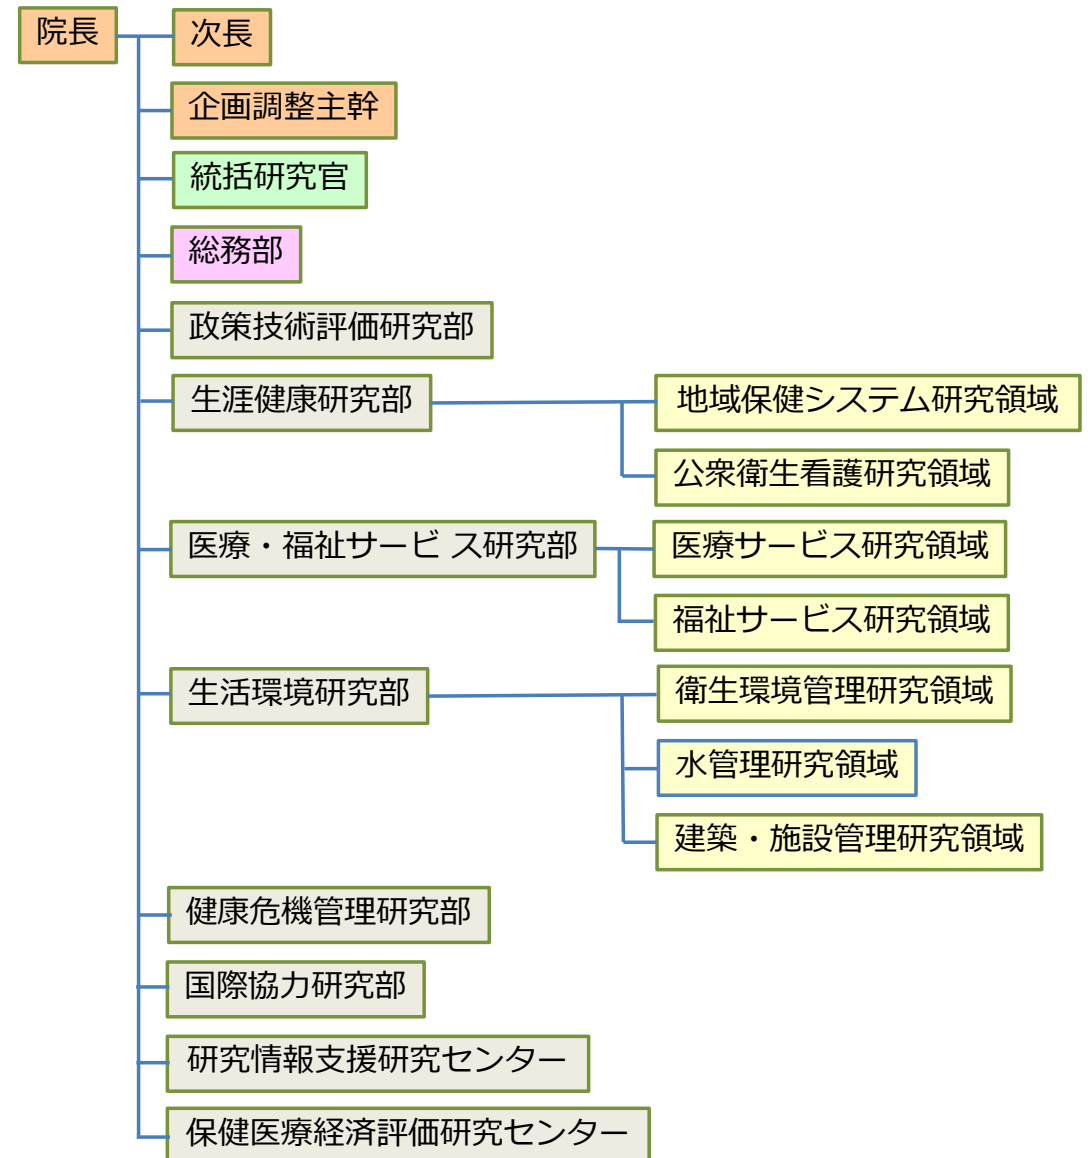 院長
次長
企画調整主幹
統括研究官
総務部
政策技術評価研究部
生涯健康研究部
地域保健システム研究領域
公衆衛生看護研究領域
医療・福祉サービ ス研究部
医療サービス研究領域
福祉サービス研究領域
生活環境研究部
衛生環境管理研究領域
水管理研究領域
建築・施設管理研究領域
健康危機管理研究部
国際協力研究部
研究情報支援研究センター
保健医療経済評価研究センター